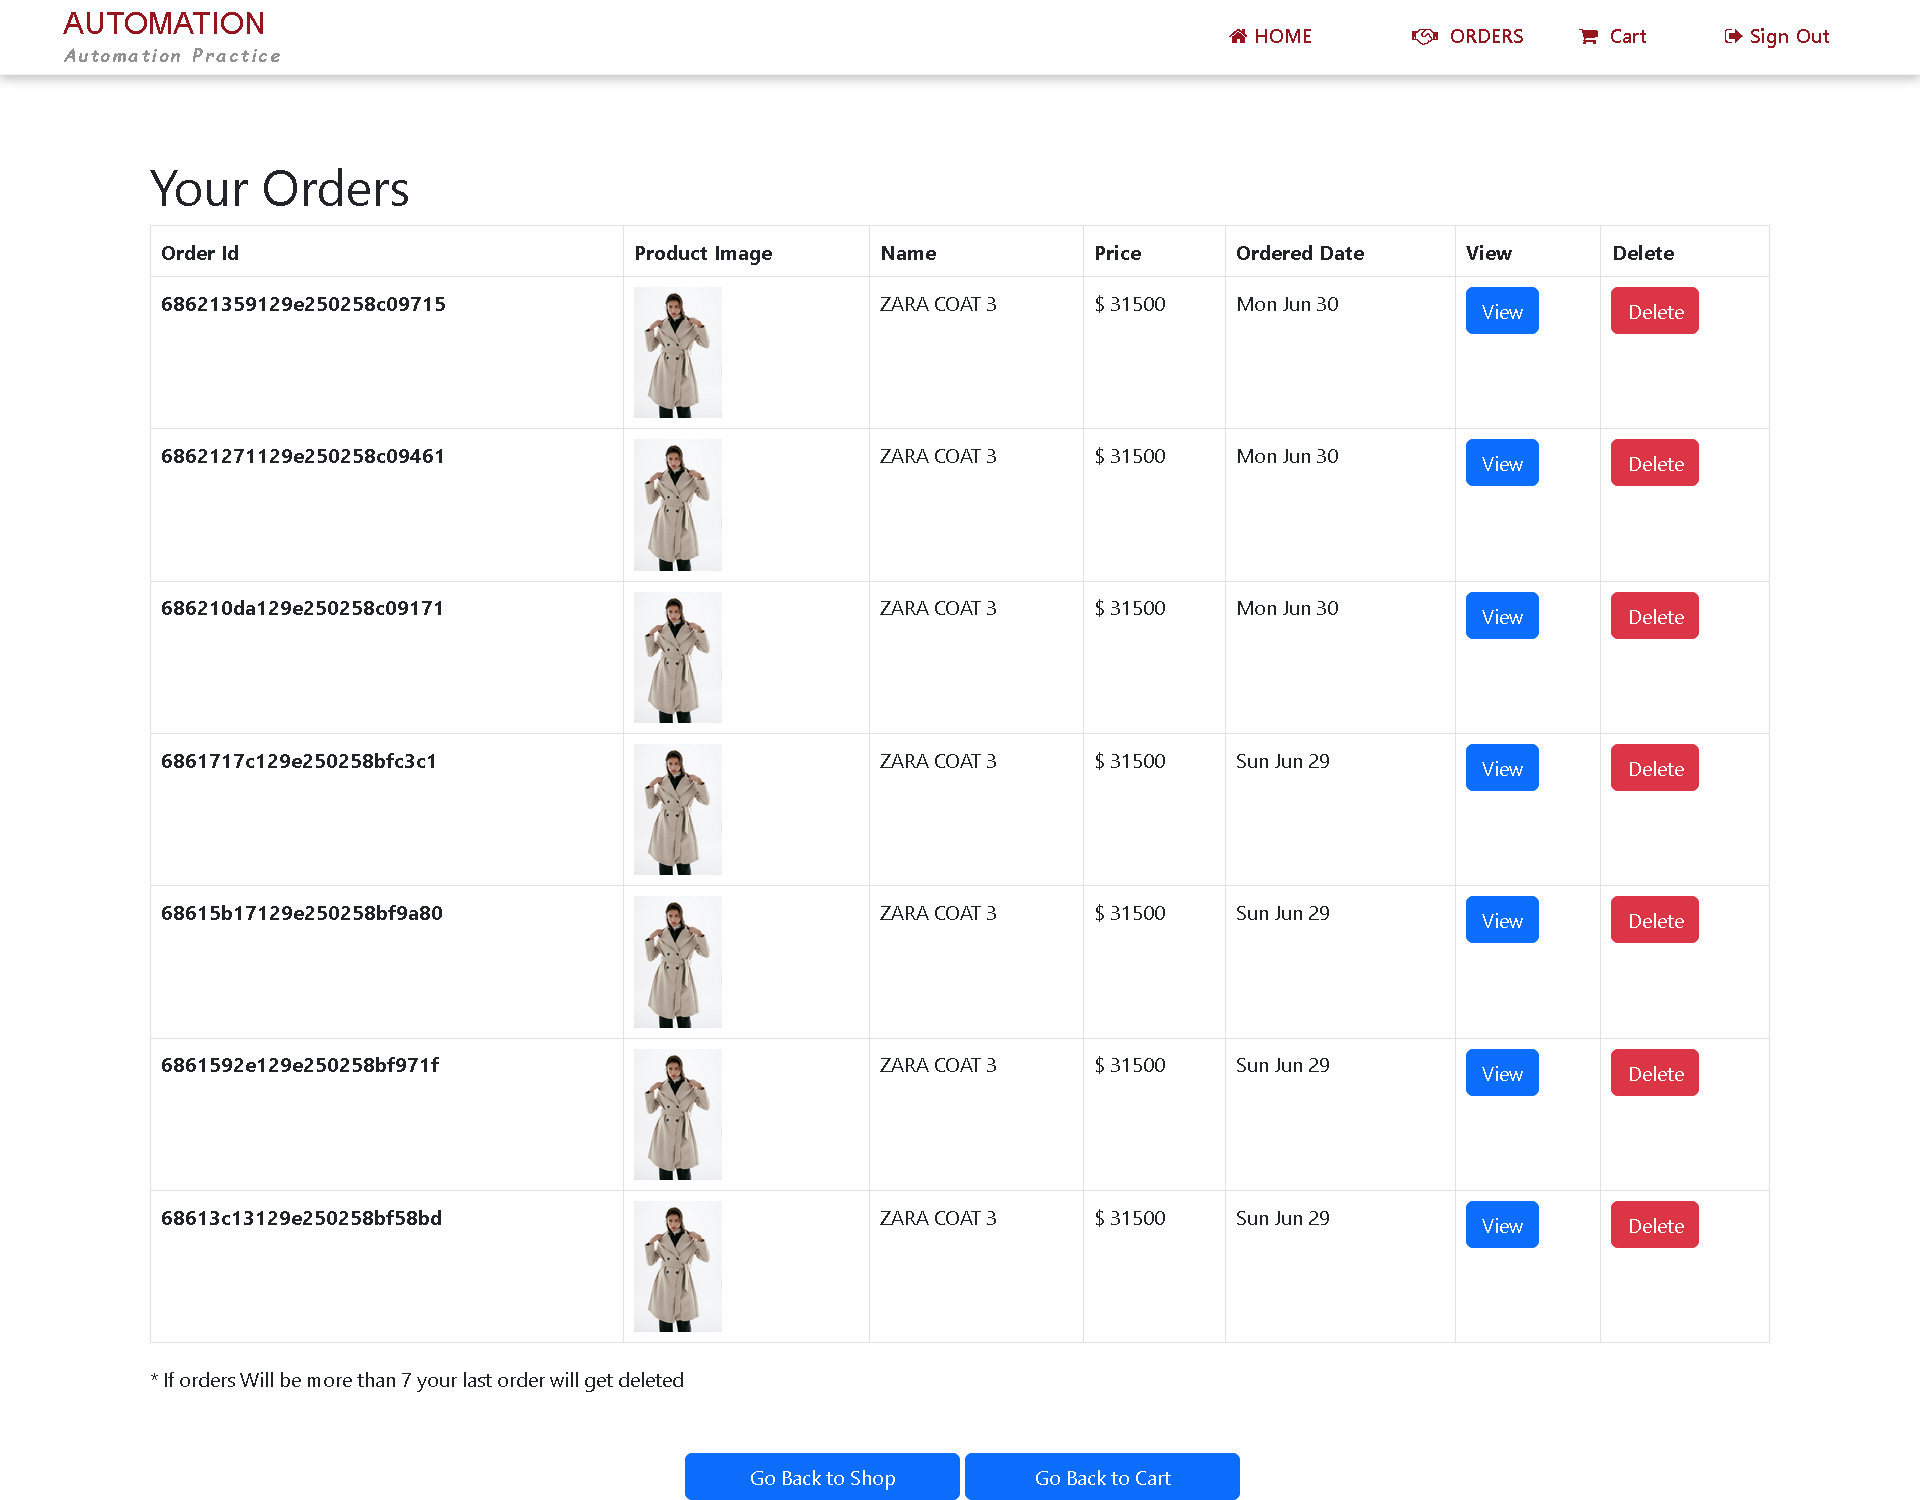 AUTOMATION
Automation Practice
HOME ORDERS Cart Sign Out
Your Orders
Order Id Product Image Name Price Ordered Date View Delete
68621359129e250258c09715 ZARA COAT 3 $ 31500 Mon Jun 30 View Delete
68621271129e250258c09461 ZARA COAT 3 $ 31500 Mon Jun 30 View Delete
686210da129e250258c09171 ZARA COAT 3 $ 31500 Mon Jun 30 View Delete
6861717c129e250258bfc3c1 ZARA COAT 3 $ 31500 Sun Jun 29 View Delete
68615b17129e250258bf9a80 ZARA COAT 3 $ 31500 Sun Jun 29 View Delete
6861592e129e250258bf971f ZARA COAT 3 $ 31500 Sun Jun 29 View Delete
68613c13129e250258bf58bd ZARA COAT 3 $ 31500 Sun Jun 29 View Delete
* If orders Will be more than 7 your last order will get deleted
Go Back to Shop Go Back to Cart